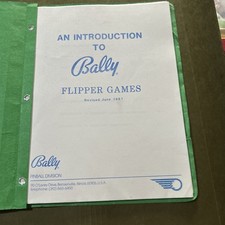 AN INTRODUCTION
TO
Bally
FLIPPER GAMES
Bally
PINBALL DIVISION